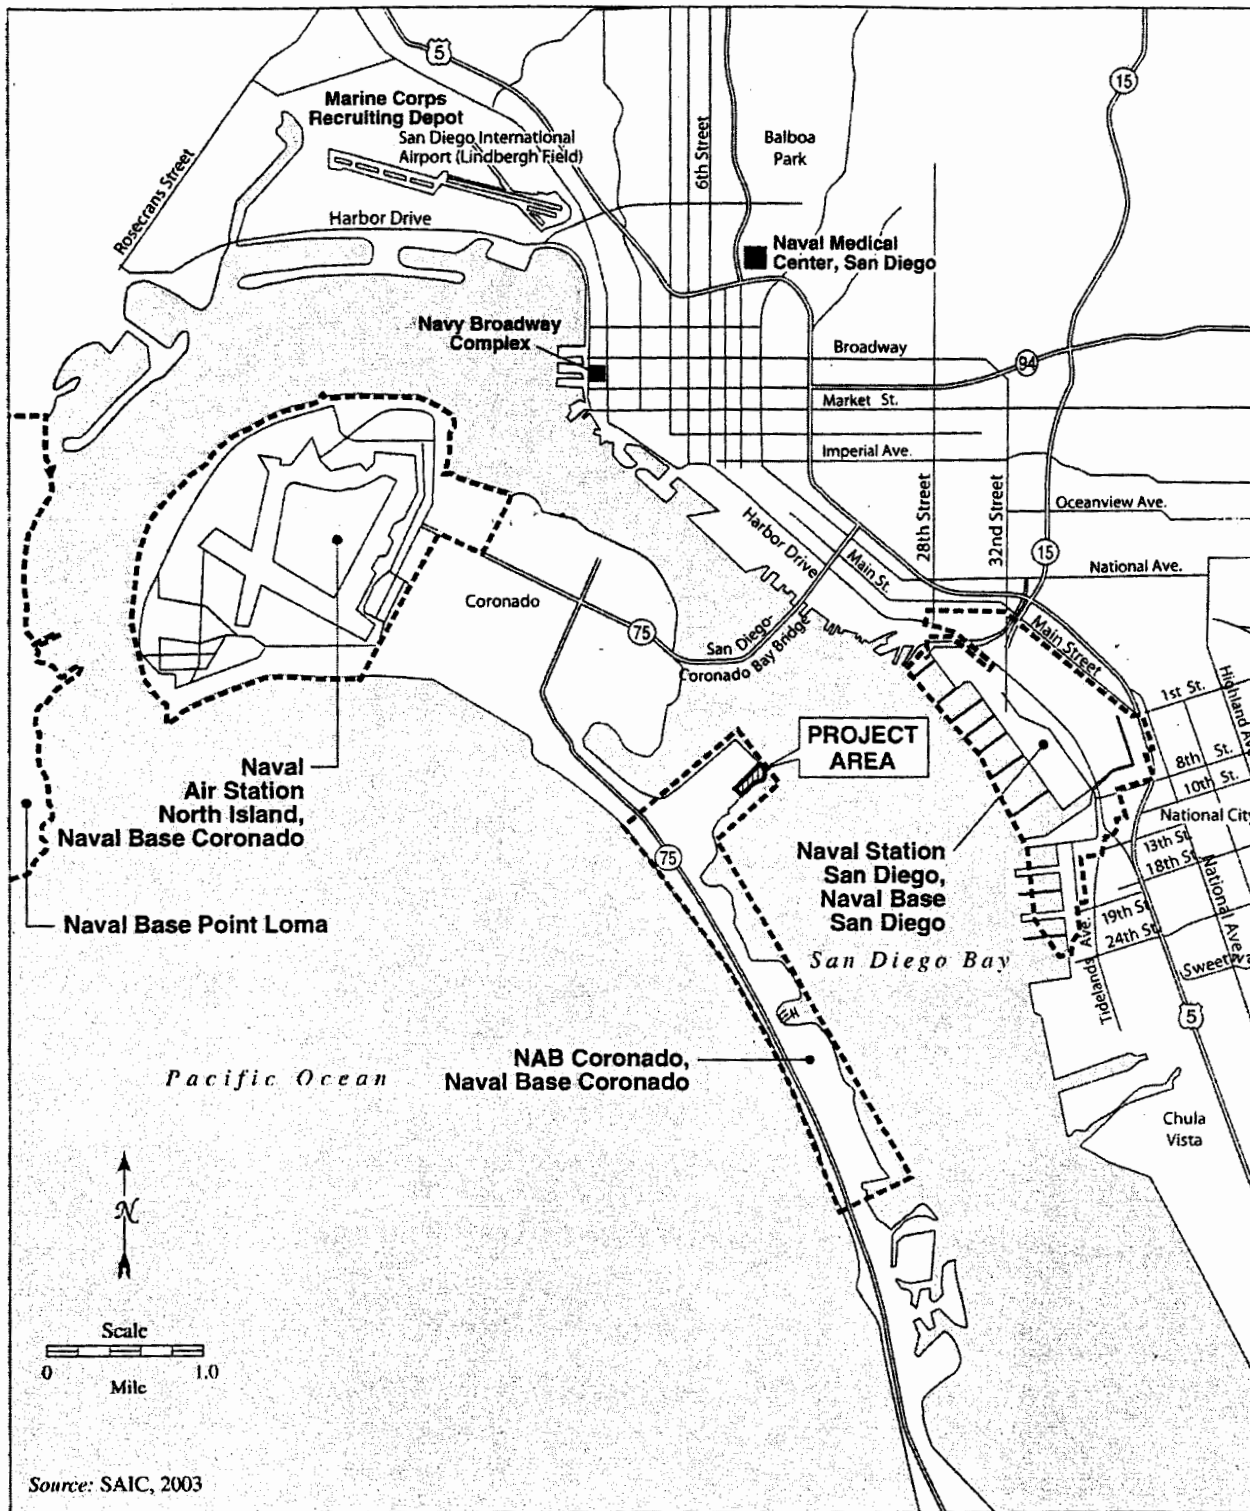 5
15
Marine Corps
Recruiting Depot
San Diego International
Airport (Lindbergh Field)
6th Street
Balboa
Park
Rosecrans Street
Harbor Drive
Naval Medical
Center, San Diego
Navy Broadway
Complex
Broadway
94
Market St.
Imperial Ave.
28th Street
32nd Street
Oceanview Ave.
Harbor Drive
Main St.
15
National Ave.
Coronado
75
San Diego-
Coronado Bay Bridge
Main Street
1st St.
Highland Av
PROJECT
AREA
8th St.
10th St.
National City
13th St.
18th St.
National Ave.
19th St.
24th St.
Sweetwa
Tidelands Ave.
5
Naval
Air Station
North Island,
Naval Base Coronado
Naval Base Point Loma
75
Naval Station
San Diego,
Naval Base
San Diego
San Diego Bay
NAB Coronado,
Naval Base Coronado
Pacific Ocean
Chula
Vista
N
Scale
0 1.0
Mile
Source: SAIC, 2003